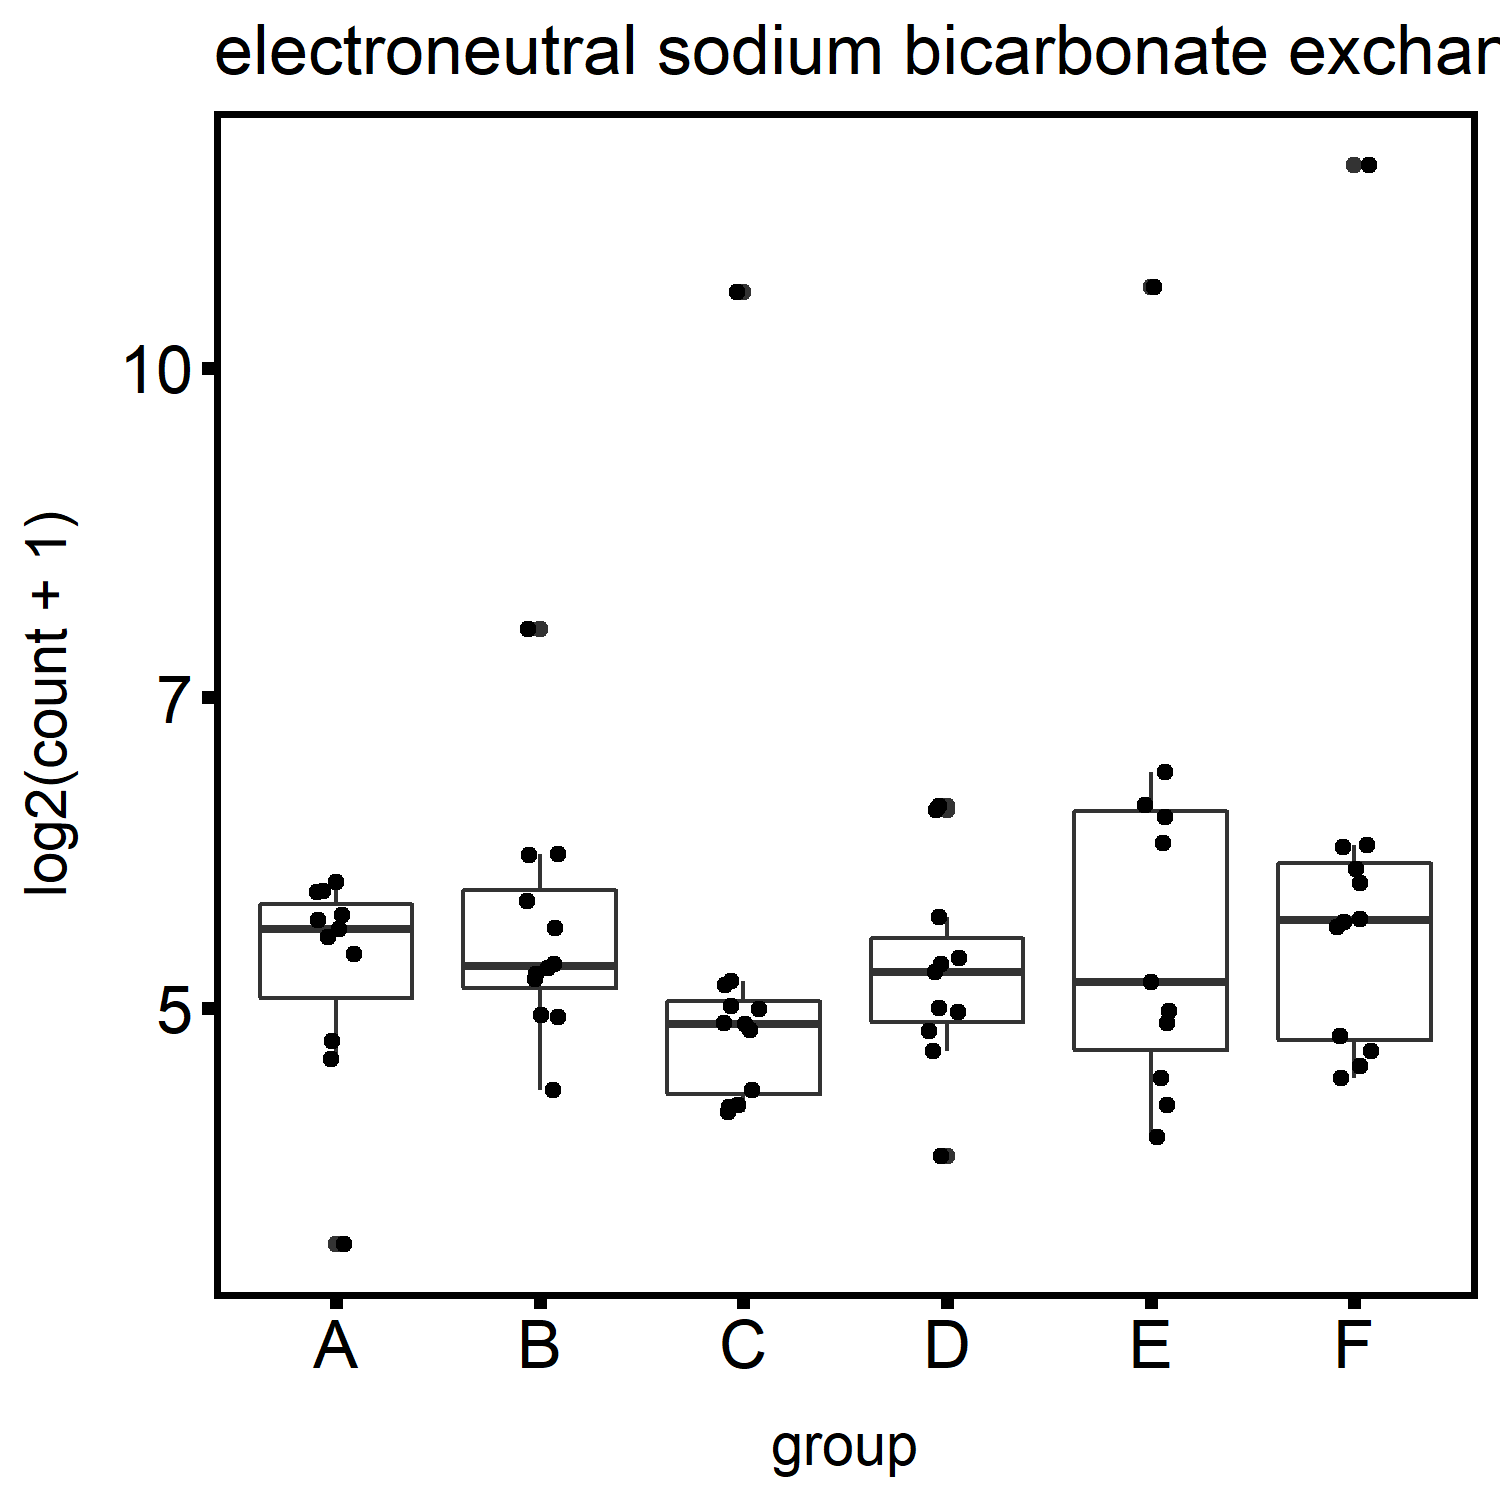 electroneutral sodium bicarbonate exchan
log2(count + 1)
10
7
5
A B C D E F
group